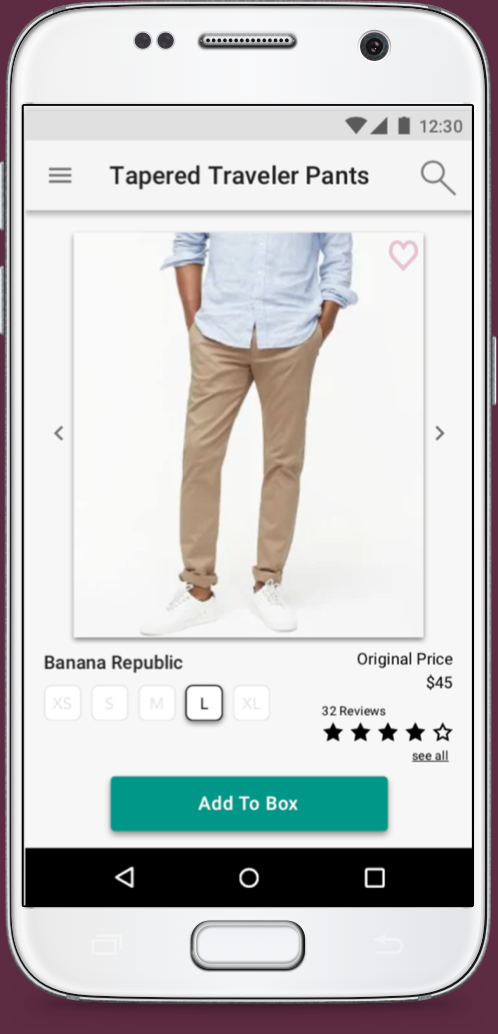 12:30
Tapered Traveler Pants
Banana Republic
Original Price
$45
XS S M L XL
32 Reviews
see all
Add To Box